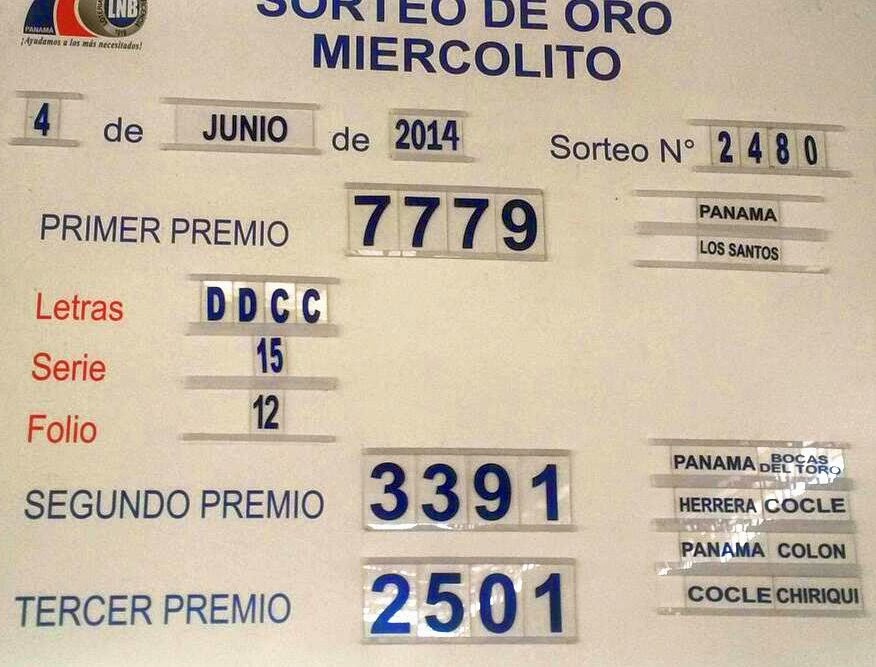 LNB
PANAMA
¡Ayudamos a los más necesitados!
SORTEO DE ORO
MIERCOLITO
4 de JUNIO de 2014 Sorteo N° 2480
PRIMER PREMIO 7779 PANAMA
LOS SANTOS
Letras DDCC
Serie 15
Folio 12
SEGUNDO PREMIO 3391 PANAMA BOCAS DEL TORO
HERRERA COCLE
TERCER PREMIO 2501 PANAMA COLON
COCLE CHIRIQUI